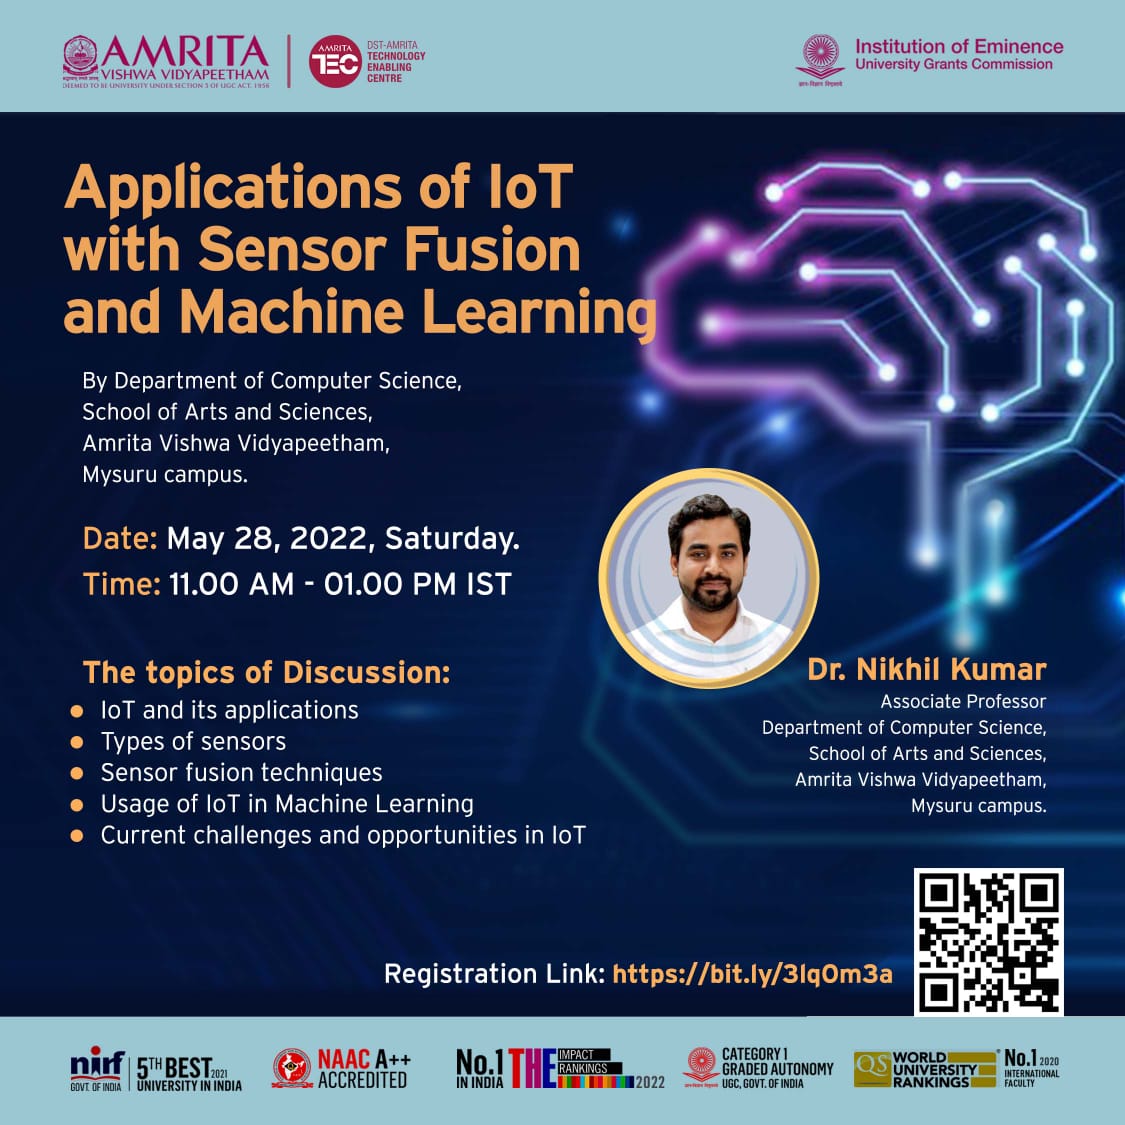 AMRITA
VISHWA VIDYAPEETHAM
DEEMED TO BE UNIVERSITY UNDER SECTION 3 OF UGC ACT, 1956
AMRITA
TEC
DST-AMRITA
TECHNOLOGY
ENABLING
CENTRE
ज्ञान-विज्ञान विमुक्तये
Institution of Eminence
University Grants Commission
Applications of IoT
with Sensor Fusion
and Machine Learning
By Department of Computer Science,
School of Arts and Sciences,
Amrita Vishwa Vidyapeetham,
Mysuru campus.
Date: May 28, 2022, Saturday.
Time: 11.00 AM - 01.00 PM IST
The topics of Discussion:
• IoT and its applications
• Types of sensors
• Sensor fusion techniques
• Usage of IoT in Machine Learning
• Current challenges and opportunities in IoT
Dr. Nikhil Kumar
Associate Professor
Department of Computer Science,
School of Arts and Sciences,
Amrita Vishwa Vidyapeetham,
Mysuru campus.
Registration Link: https://bit.ly/3lqOm3a
nirf
GOVT. OF INDIA
5TH BEST 2021
UNIVERSITY IN INDIA
NAAC A++
ACCREDITED
No.1
IN INDIA
THE
IMPACT
RANKINGS
2022
CATEGORY 1
GRADED AUTONOMY
UGC, GOVT. OF INDIA
QS
WORLD
UNIVERSITY
RANKINGS
No.1 2020
INTERNATIONAL
FACULTY